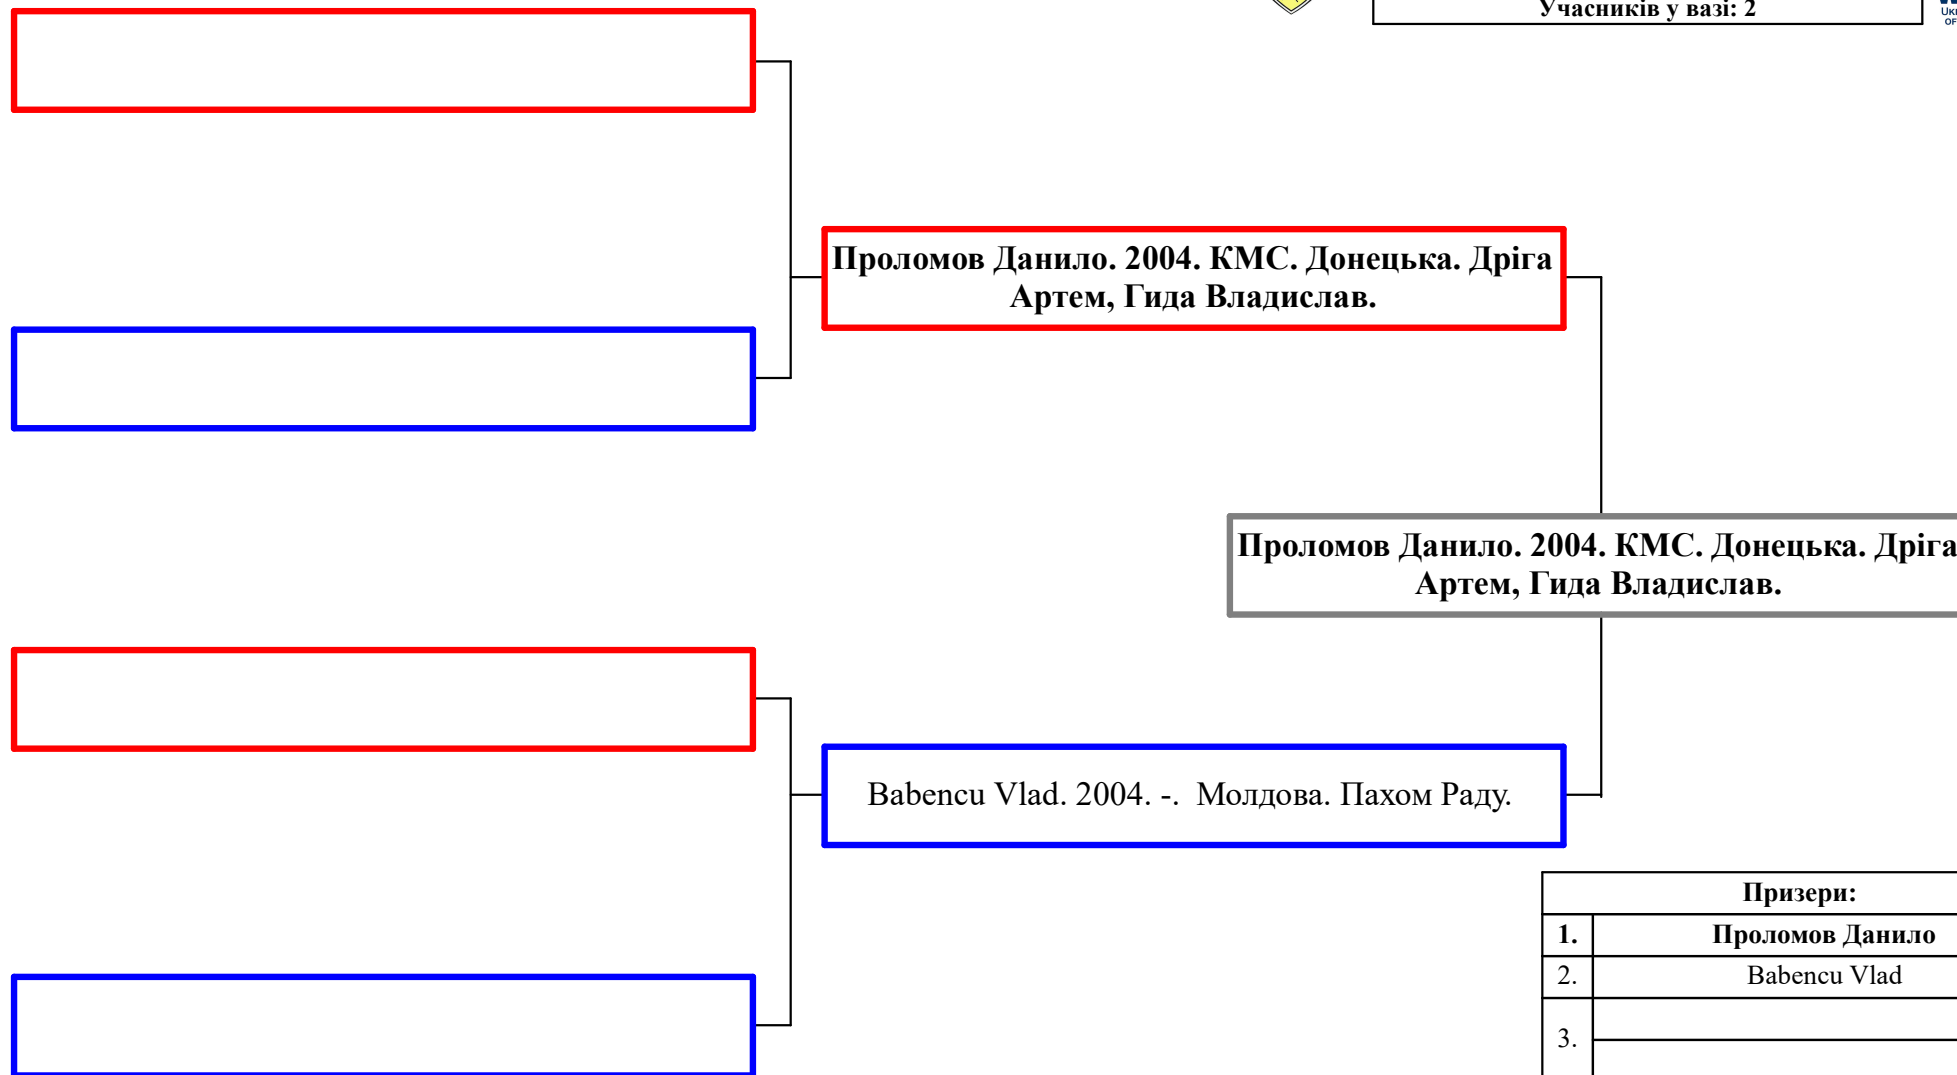 Учасників у вазі: 2
Проломов Данило. 2004. КМС. Донецька. Дріга
Артем, Гида Владислав.
Проломов Данило. 2004. КМС. Донецька. Дріга
Артем, Гида Владислав.
Babencu Vlad. 2004. -. Молдова. Пахом Раду.
Призери:
1. Проломов Данило
2. Babencu Vlad
3.